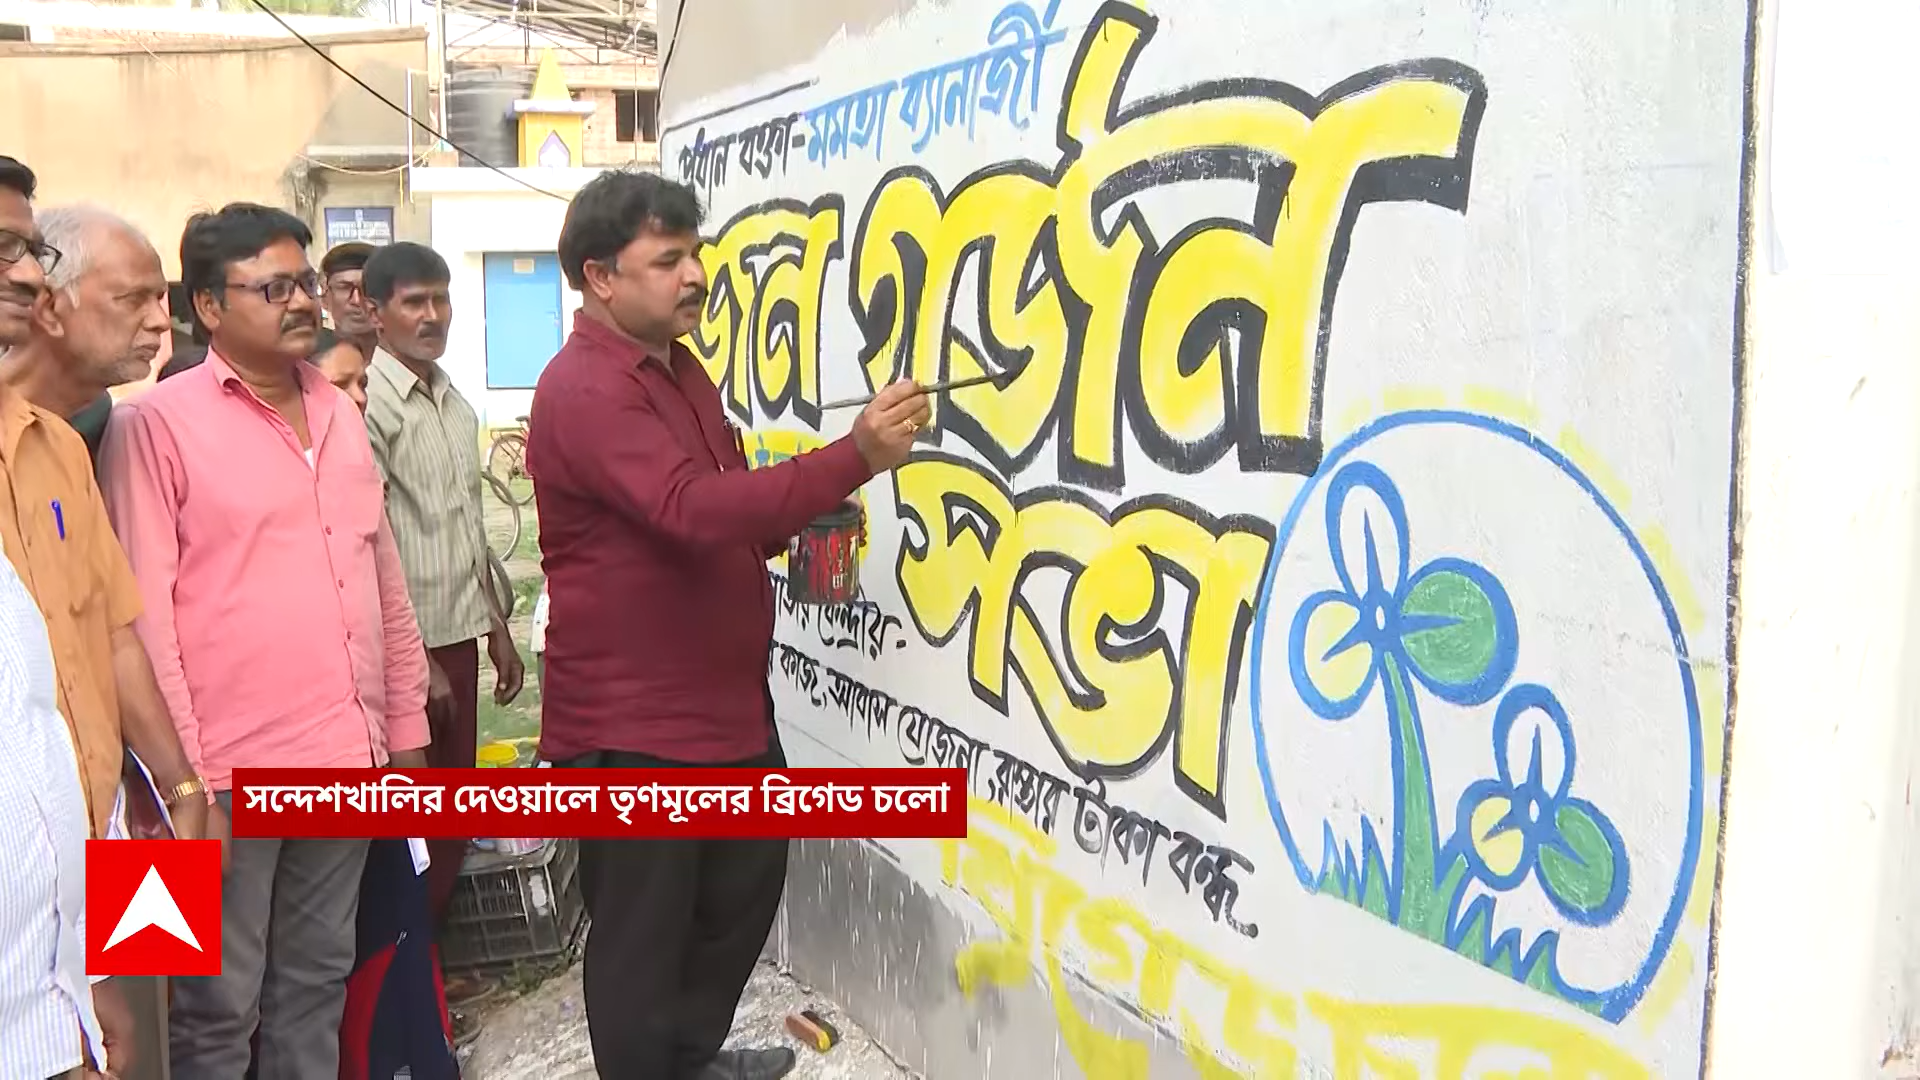 প্রধান বক্তা-মমতা ব্যানার্জী
জন গর্জন
সভা
কেন্দ্রীয়-
কাজ, আবাস যোজনা, রাস্তার টাকা বন্ধ
সন্দেশখালির দেওয়ালে তৃণমূলের ব্রিগেড চলো